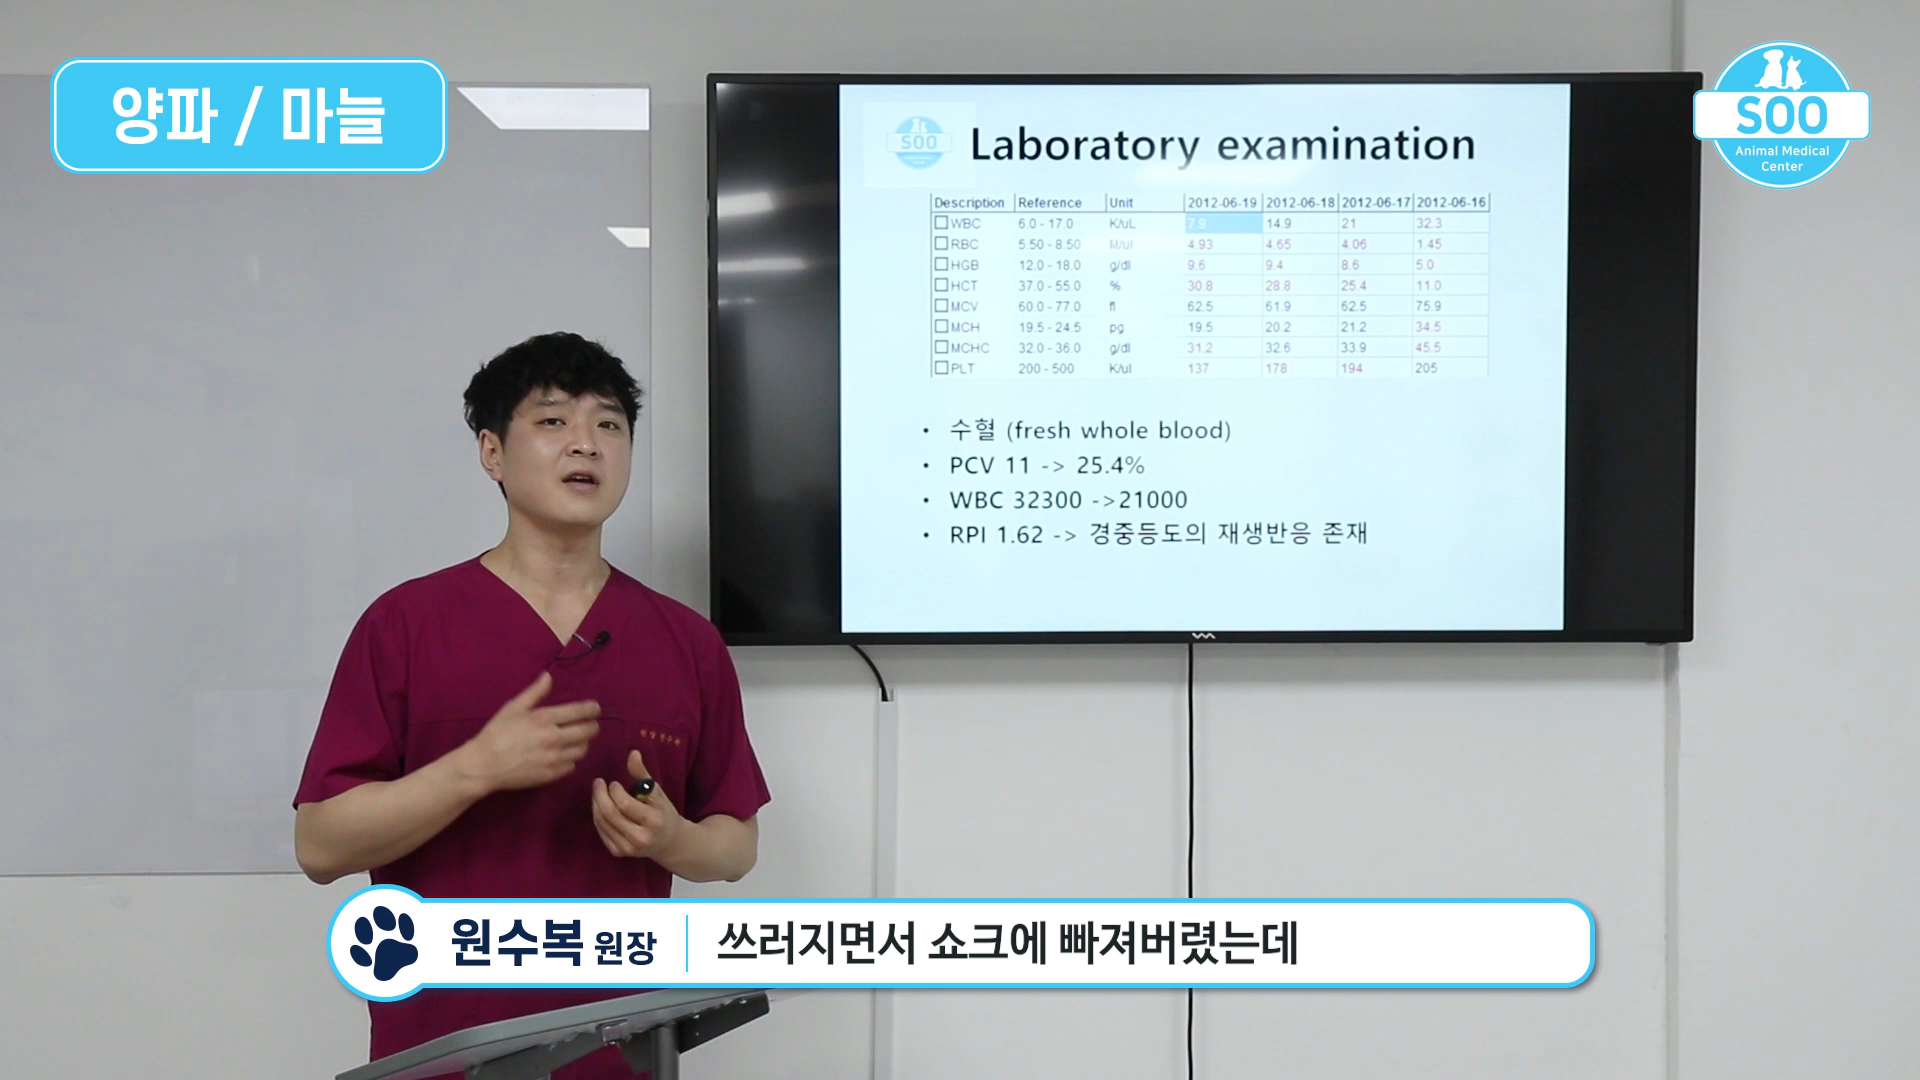 양파 / 마늘
SOO
Animal Medical
Center
SOO
Laboratory examination
Description Reference Unit 2012-06-19 2012-06-18 2012-06-17 2012-06-16
WBC 6.0 - 17.0 K/uL 7.9 14.9 21 32.3
RBC 5.50 - 8.50 M/ul 4.93 4.65 4.06 1.45
HGB 12.0 - 18.0 g/dl 9.6 9.4 8.6 5.0
HCT 37.0 - 55.0 % 30.8 28.8 25.4 11.0
MCV 60.0 - 77.0 fl 62.5 61.9 62.5 75.9
MCH 19.5 - 24.5 pg 19.5 20.2 21.2 34.5
MCHC 32.0 - 36.0 g/dl 31.2 32.6 33.9 45.5
PLT 200 - 500 K/ul 137 178 194 205
• 수혈 (fresh whole blood)
• PCV 11 -> 25.4%
• WBC 32300 ->21000
• RPI 1.62 -> 경중등도의 재생반응 존재
원장 원수복
원수복 원장 쓰러지면서 쇼크에 빠져버렸는데